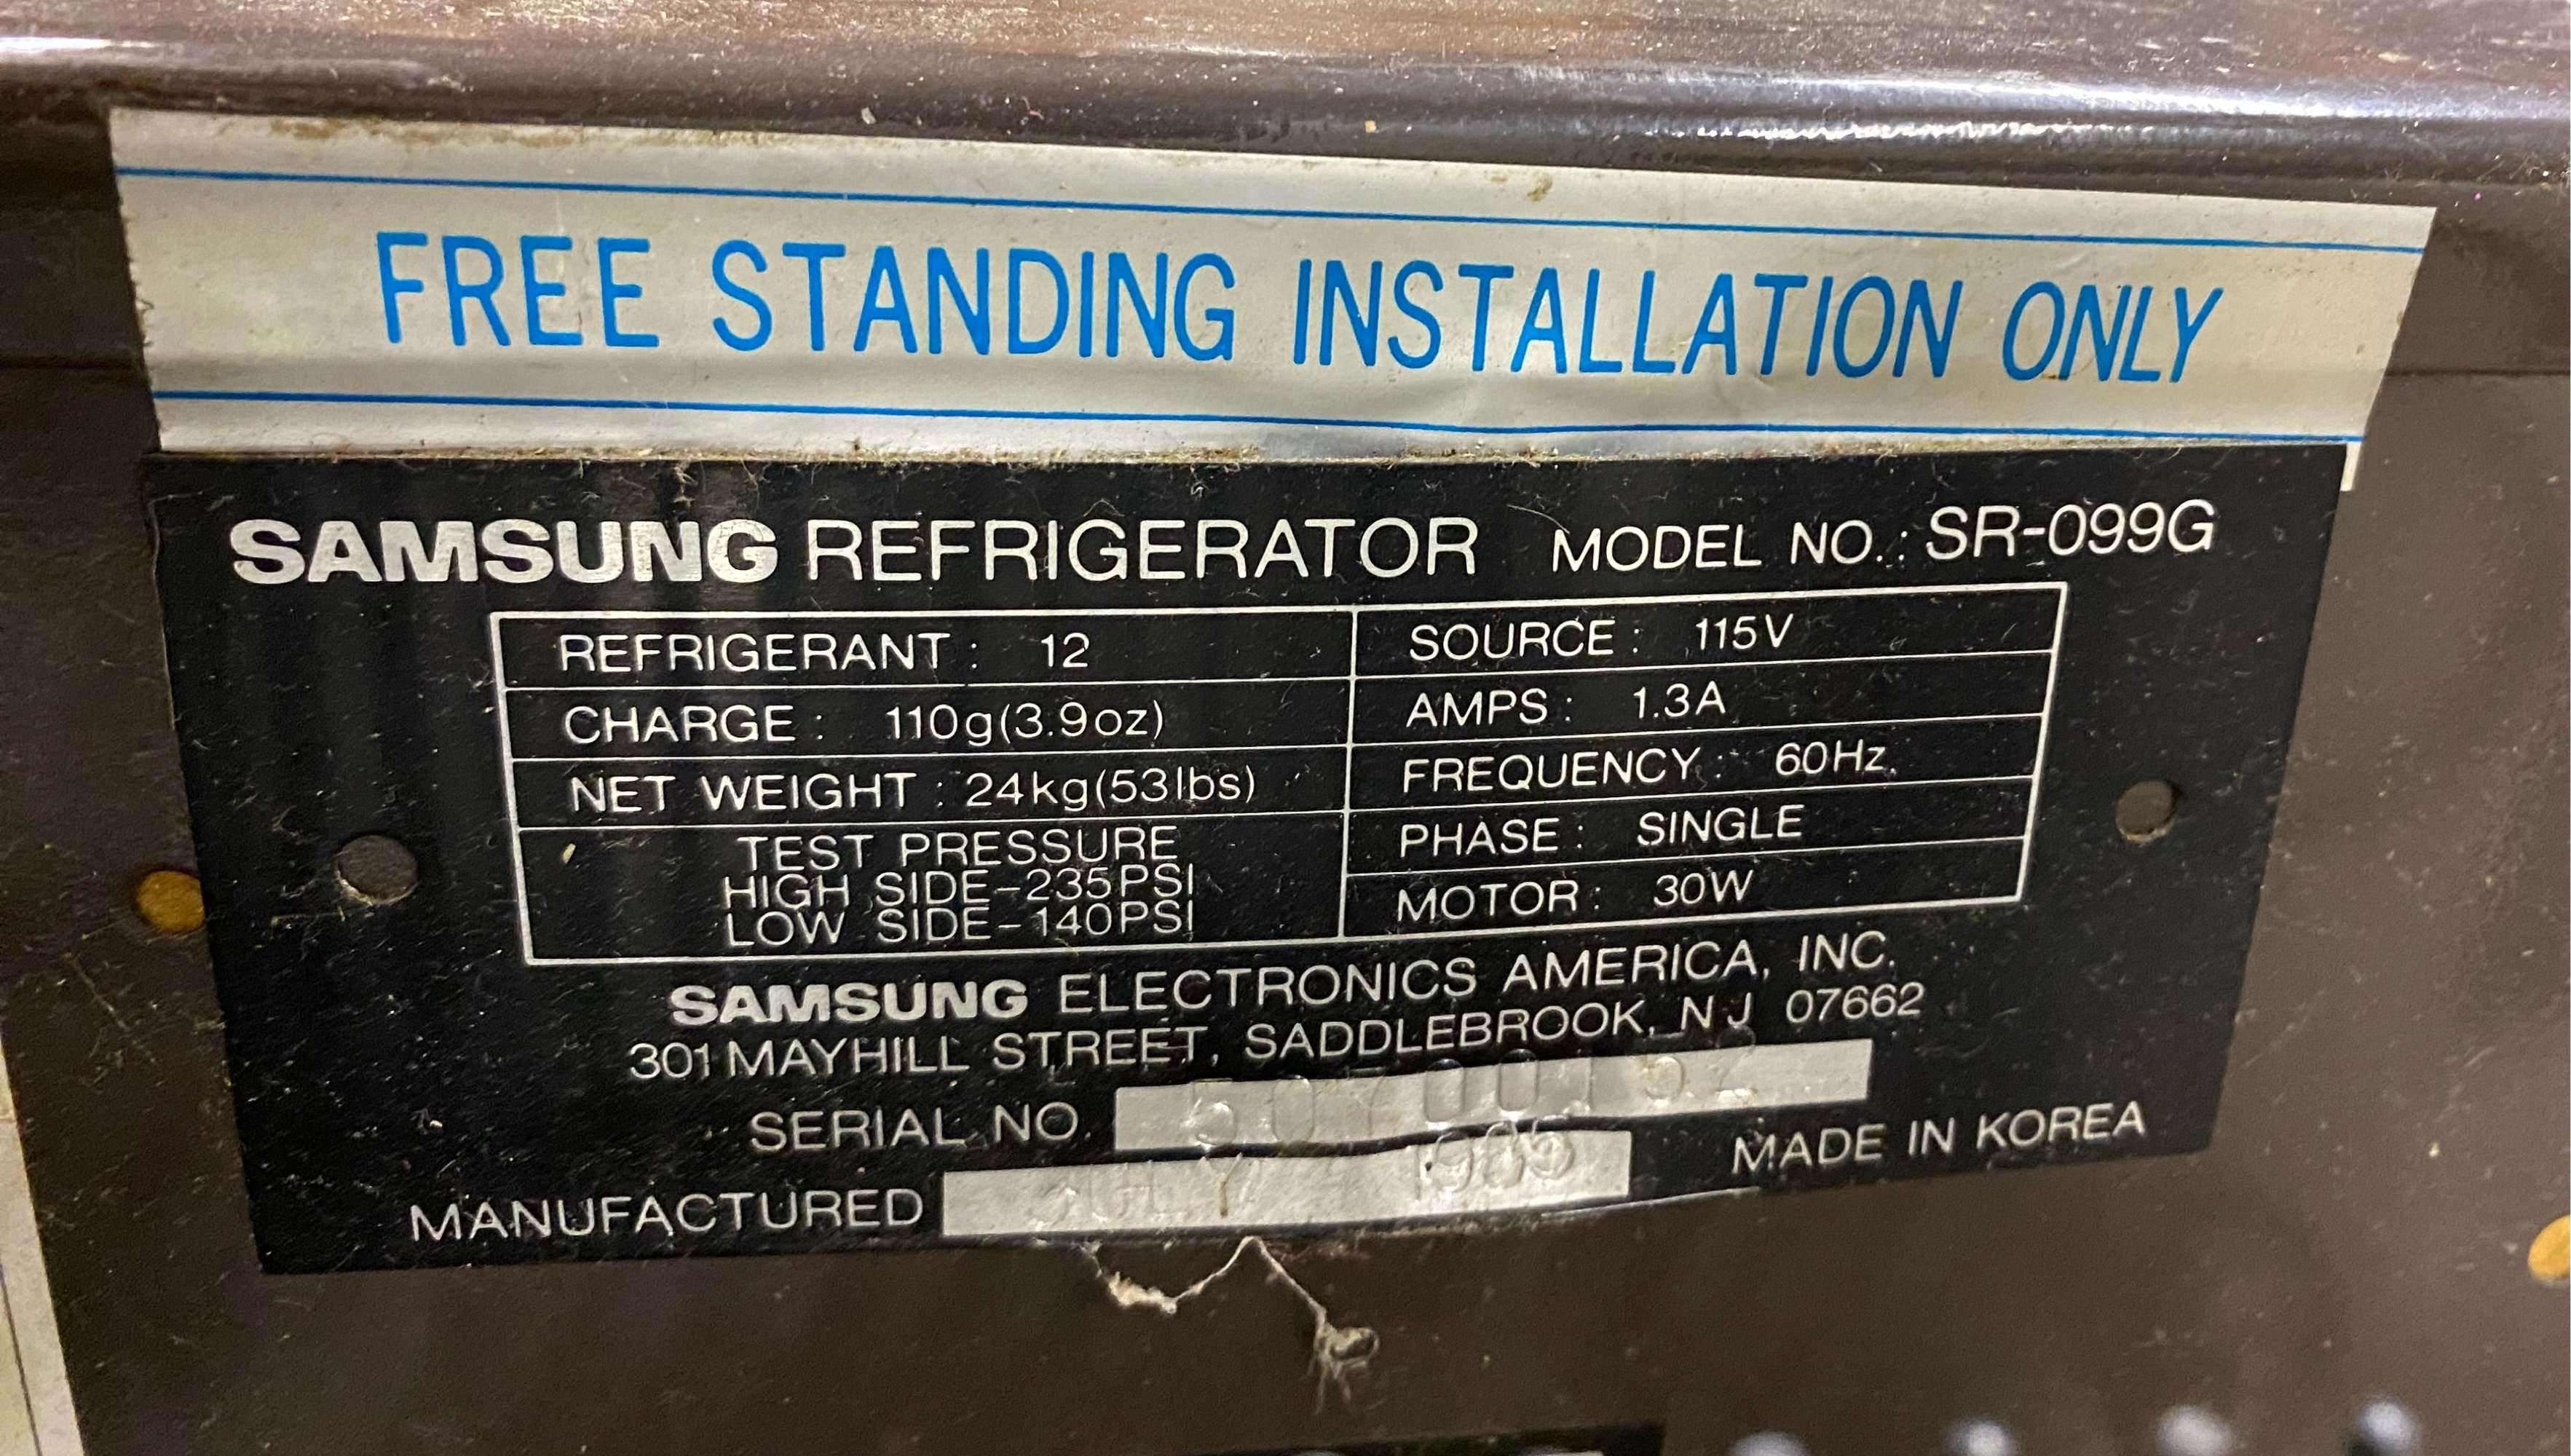 FREE STANDING INSTALLATION ONLY
SAMSUNG REFRIGERATOR MODEL NO.: SR-099G
REFRIGERANT : 12
CHARGE : 110g(3.9oz)
NET WEIGHT : 24kg(53lbs)
TEST PRESSURE
HIGH SIDE-235PSI
LOW SIDE-140PSI
SOURCE : 115V
AMPS : 1.3A
FREQUENCY : 60Hz.
PHASE : SINGLE
MOTOR : 30W
SAMSUNG ELECTRONICS AMERICA, INC.
301 MAYHILL STREET, SADDLEBROOK, NJ 07662
SERIAL NO.
MANUFACTURED JULY
MADE IN KOREA